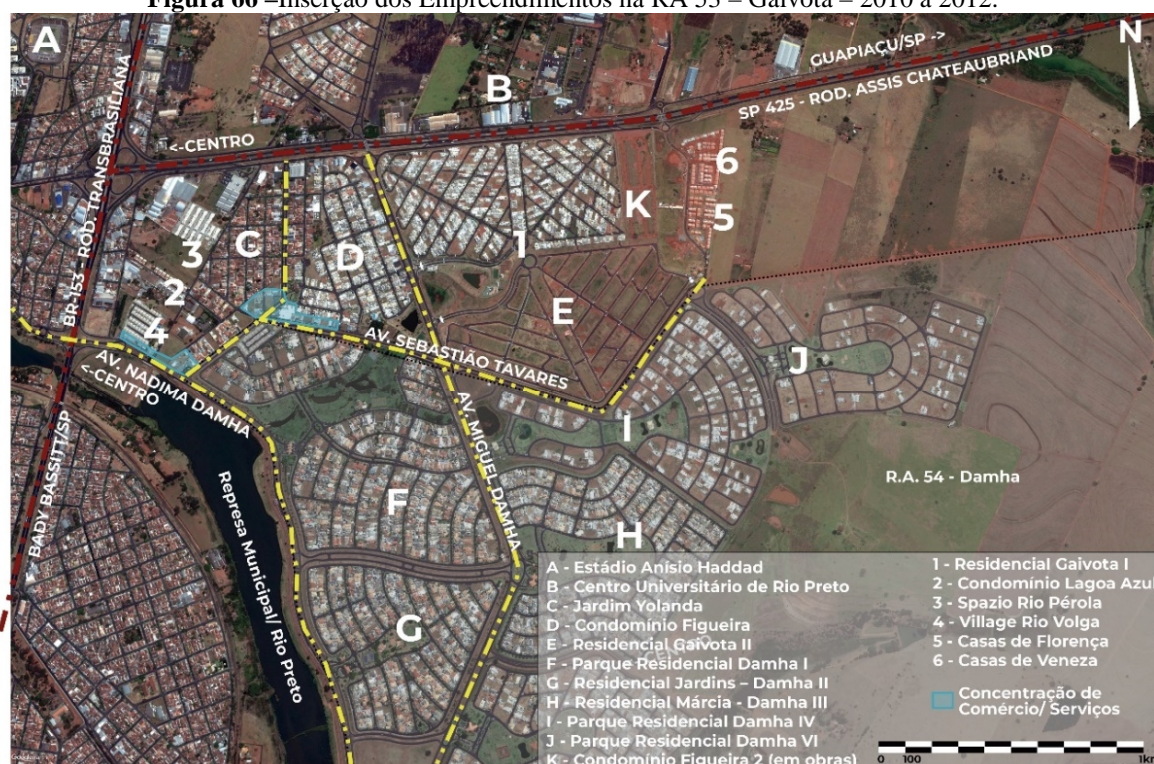 Figura 66 –Inserção dos Empreendimentos na RA 53 – Gaivota – 2010 a 2012.
A
N
GUAPIAÇU/SP ->
SP 425 - ROD. ASSIS CHATEAUBRIAND
B
<-CENTRO
BR-153 - ROD. TRANSBRASILIANA
6
K
5
3
C
D
1
2
E
4
AV. SEBASTIÃO TAVARES
J
AV. NADIMA DAMHA
<-CENTRO
AV. MIGUEL DAMHA
I
BADY BASSITT/SP
Represa Municipal/ Rio Preto
R.A. 54 - Damha
F
H
G
A - Estádio Anísio Haddad
B - Centro Universitário de Rio Preto
C - Jardim Yolanda
D - Condomínio Figueira
E - Residencial Gaivota II
F - Parque Residencial Damha I
G - Residencial Jardins – Damha II
H - Residencial Márcia - Damha III
I - Parque Residencial Damha IV
J - Parque Residencial Damha VI
K - Condomínio Figueira 2 (em obras)
1 - Residencial Gaivota I
2 - Condomínio Lagoa Azul
3 - Spazio Rio Pérola
4 - Village Rio Volga
5 - Casas de Florença
6 - Casas de Veneza
Concentração de
Comércio/ Serviços
0 100 1km